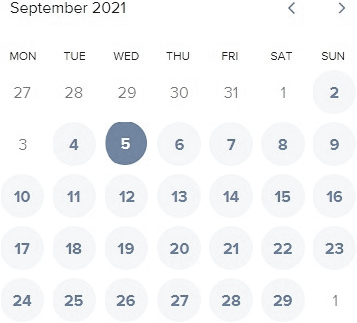 September 2021 < >
MON TUE WED THU FRI SAT SUN
27 28 29 30 31 1 2
3 4 5 6 7 8 9
10 11 12 13 14 15 16
17 18 19 20 21 22 23
24 25 26 27 28 29 1